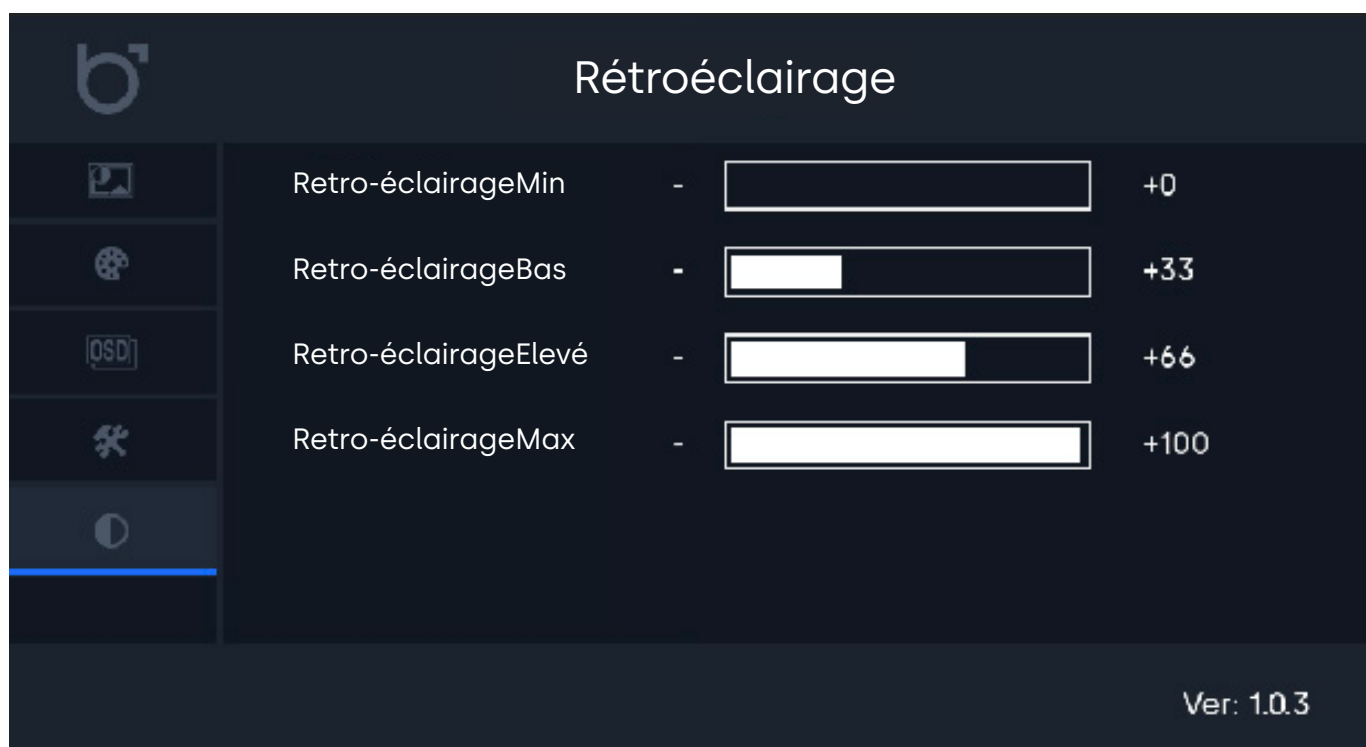 b
Rétroéclairage
Retro-éclairageMin - +0
Retro-éclairageBas - +33
OSD
Retro-éclairageElevé - +66
Retro-éclairageMax - +100
Ver: 1.0.3